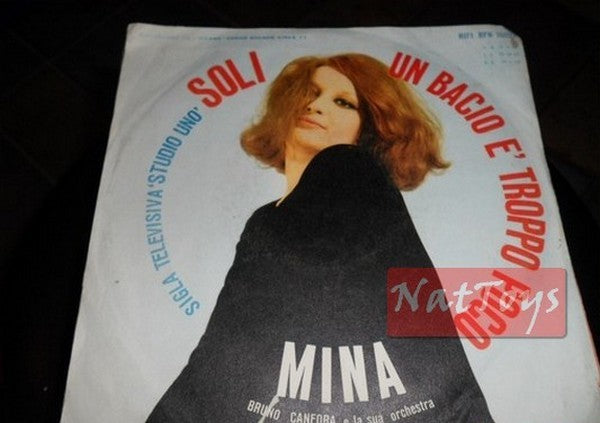 SOLI
UN BACIO E' TROPPO POCO
SIGLA TELEVISIVA 'STUDIO UNO'
NatToys
MINA
BRUNO CANFORA e la sua orchestra